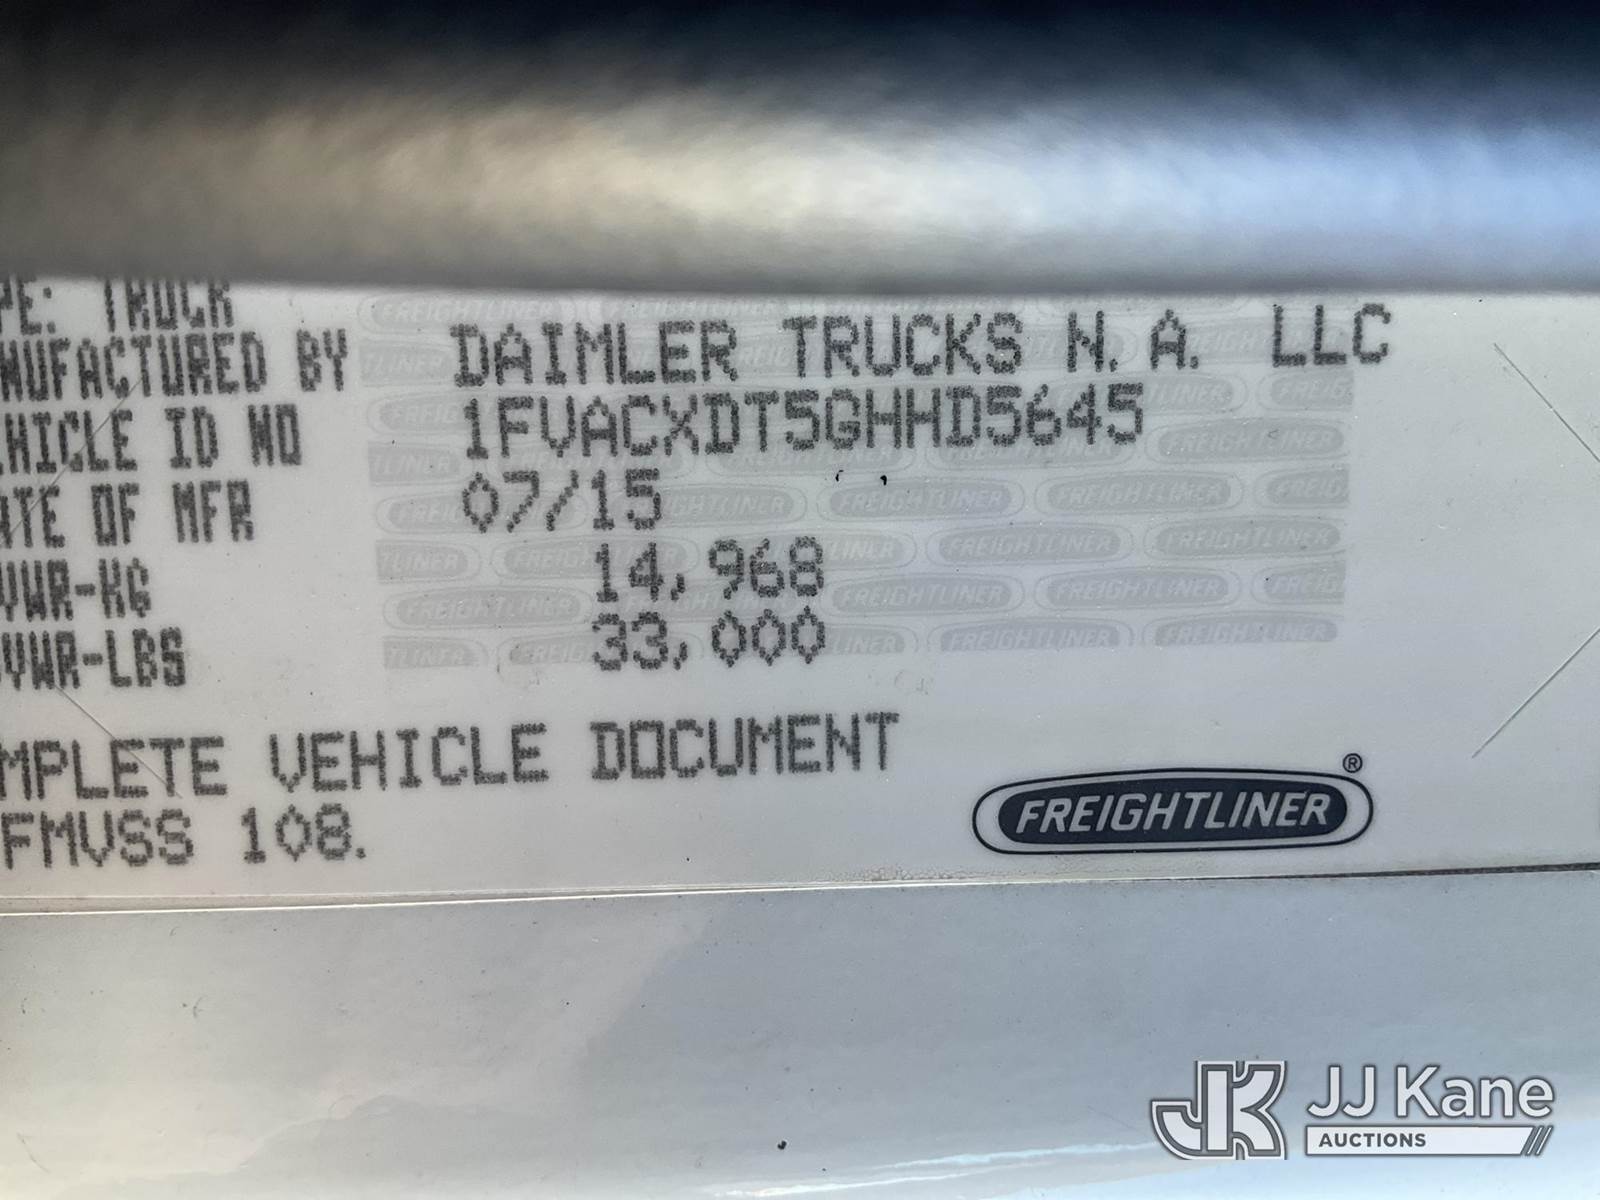 PE: TRUCK
NUFACTURED BY DAIMLER TRUCKS N.A. LLC
HICLE ID NO 1FVACXDT5GHHD5645
ATE OF MFR 07/15
VWR-KG 14,968
VWR-LBS 33,000
MPLETE VEHICLE DOCUMENT
FMVSS 108.
FREIGHTLINER®
JJ Kane
AUCTIONS